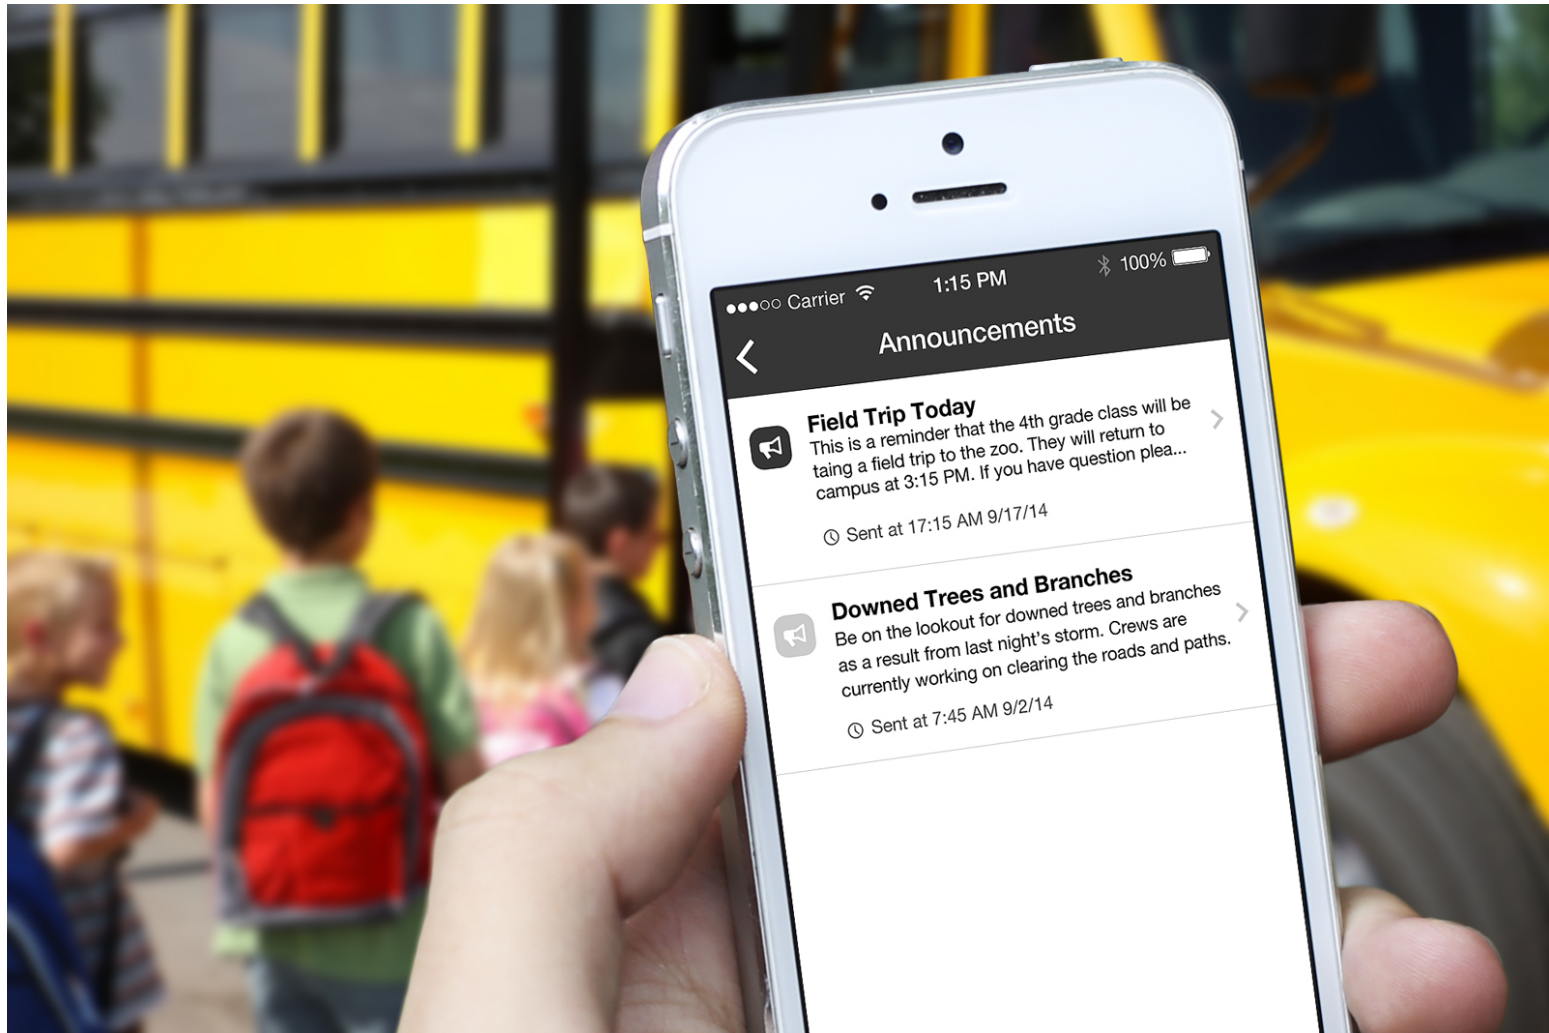 Carrier 1:15 PM 100%
Announcements
Field Trip Today
This is a reminder that the 4th grade class will be
taing a field trip to the zoo. They will return to
campus at 3:15 PM. If you have question plea...
Sent at 17:15 AM 9/17/14
Downed Trees and Branches
Be on the lookout for downed trees and branches
as a result from last night's storm. Crews are
currently working on clearing the roads and paths.
Sent at 7:45 AM 9/2/14